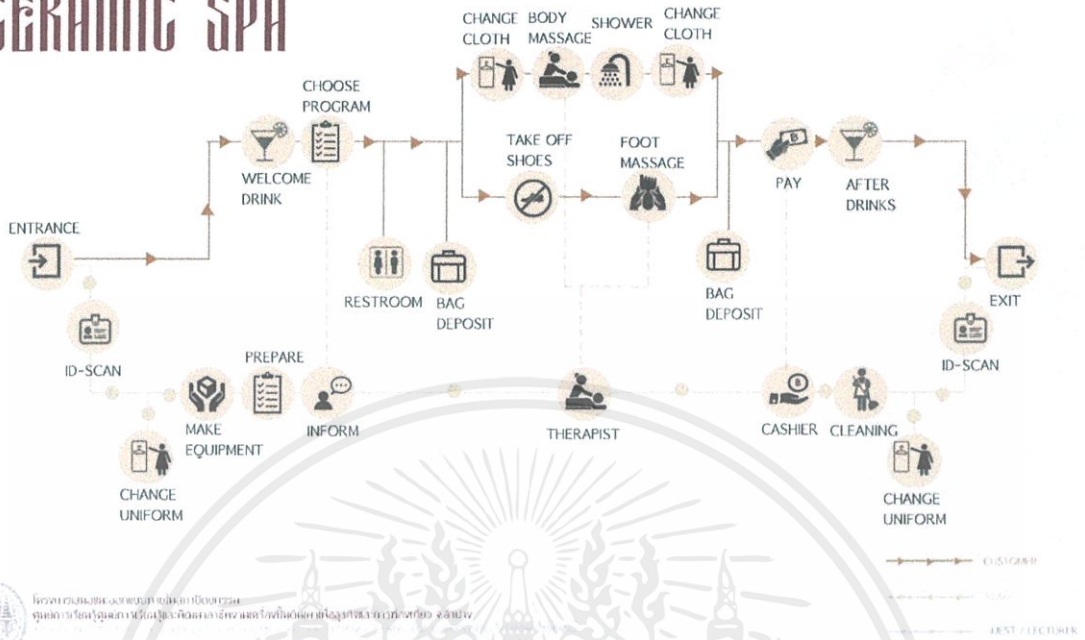 CERAMIC SPA
CHANGE CLOTH
BODY MASSAGE
SHOWER
CHANGE CLOTH
CHOOSE PROGRAM
TAKE OFF SHOES
FOOT MASSAGE
WELCOME DRINK
PAY
AFTER DRINKS
ENTRANCE
RESTROOM
BAG DEPOSIT
BAG DEPOSIT
EXIT
ID-SCAN
ID-SCAN
PREPARE
MAKE EQUIPMENT
INFORM
THERAPIST
CASHIER
CLEANING
CHANGE UNIFORM
CHANGE UNIFORM
CUSTOMER
/ LECTURER